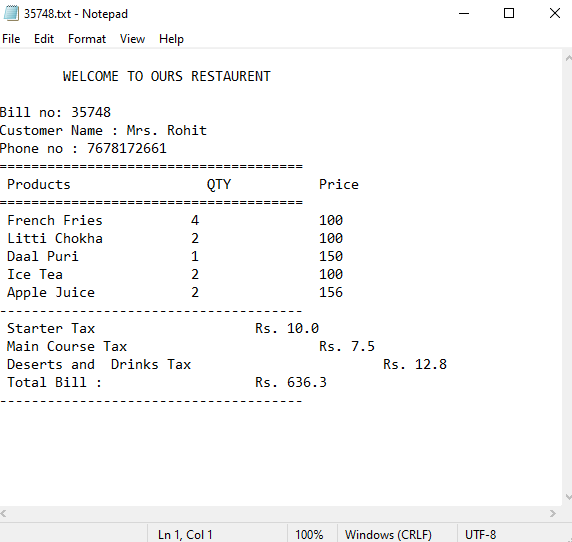 35748.txt - Notepad
File Edit Format View Help
WELCOME TO OURS RESTAURENT
Bill no: 35748
Customer Name : Mrs. Rohit
Phone no : 7678172661
======================================
Products QTY Price
======================================
French Fries 4 100
Litti Chokha 2 100
Daal Puri 1 150
Ice Tea 2 100
Apple Juice 2 156
--------------------------------------
Starter Tax Rs. 10.0
Main Course Tax Rs. 7.5
Deserts and Drinks Tax Rs. 12.8
Total Bill : Rs. 636.3
--------------------------------------
Ln 1, Col 1 100% Windows (CRLF) UTF-8